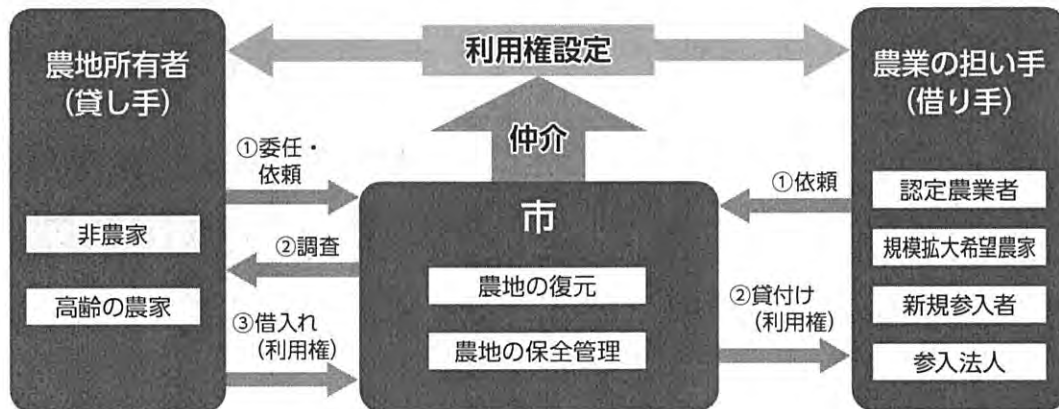 利用権設定
仲介
農地所有者
(貸し手)
非農家
高齢の農家
①委任・
依頼
②調査
③借入れ
(利用権)
市
農地の復元
農地の保全管理
①依頼
②貸付け
(利用権)
農業の担い手
(借り手)
認定農業者
規模拡大希望農家
新規参入者
参入法人